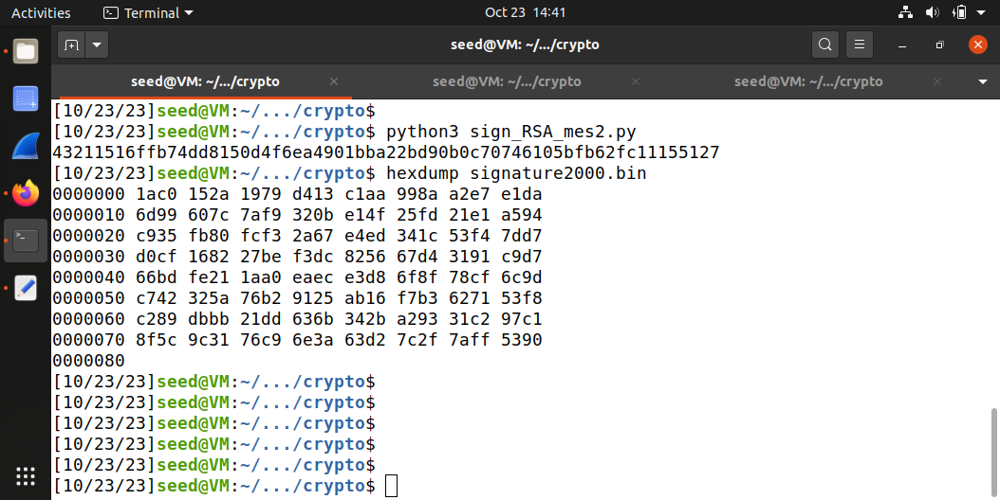 Activities
Terminal
Oct 23 14:41
seed@VM: ~/.../crypto
seed@VM: ~/.../crypto
seed@VM: ~/.../crypto
seed@VM: ~/.../crypto
[10/23/23]seed@VM:~/.../crypto$
[10/23/23]seed@VM:~/.../crypto$ python3 sign_RSA_mes2.py
43211516ffb74dd8150d4f6ea4901bba22bd90b0c70746105bfb62fc11155127
[10/23/23]seed@VM:~/.../crypto$ hexdump signature2000.bin
0000000 1ac0 152a 1979 d413 c1aa 998a a2e7 e1da
0000010 6d99 607c 7af9 320b e14f 25fd 21e1 a594
0000020 c935 fb80 fcf3 2a67 e4ed 341c 53f4 7dd7
0000030 d0cf 1682 27be f3dc 8256 67d4 3191 c9d7
0000040 66bd fe21 1aa0 eaec e3d8 6f8f 78cf 6c9d
0000050 c742 325a 76b2 9125 ab16 f7b3 6271 53f8
0000060 c289 dbbb 21dd 636b 342b a293 31c2 97c1
0000070 8f5c 9c31 76c9 6e3a 63d2 7c2f 7aff 5390
0000080
[10/23/23]seed@VM:~/.../crypto$
[10/23/23]seed@VM:~/.../crypto$
[10/23/23]seed@VM:~/.../crypto$
[10/23/23]seed@VM:~/.../crypto$
[10/23/23]seed@VM:~/.../crypto$
[10/23/23]seed@VM:~/.../crypto$